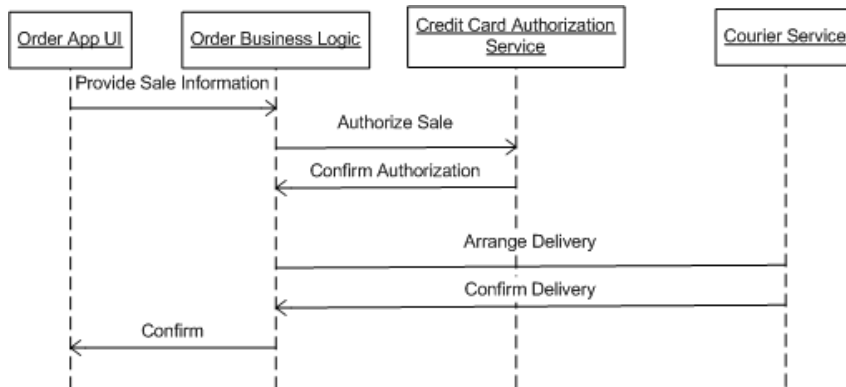 Order App UI
Order Business Logic
Credit Card Authorization
Service
Courier Service
Provide Sale Information
Authorize Sale
Confirm Authorization
Arrange Delivery
Confirm Delivery
Confirm